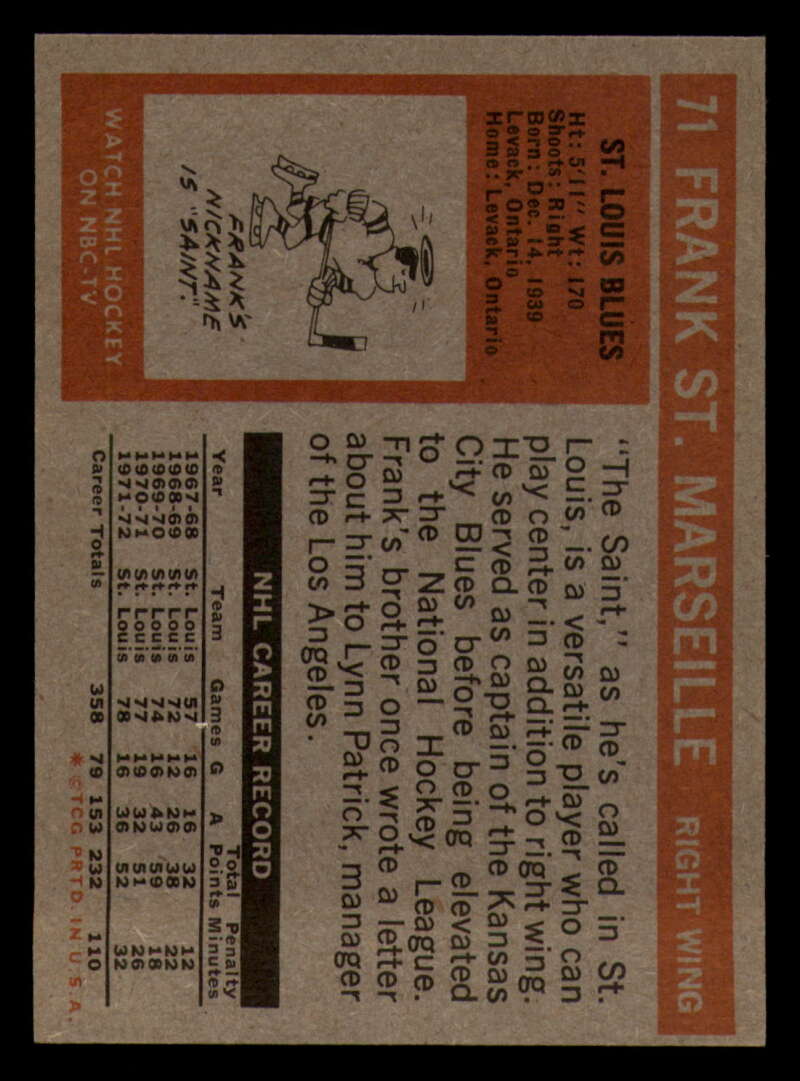 71 FRANK ST. MARSEILLE RIGHT WING
ST. LOUIS BLUES
Ht: 5'11" Wt: 170
Shoots: Right
Born: Dec. 14, 1939
Levack, Ontario
Home: Levack, Ontario
FRANK'S
NICKNAME
IS "SAINT."
WATCH NHL HOCKEY
ON NBC-TV
"The Saint," as he's called in St.
Louis, is a versatile player who can
play center in addition to right wing.
He served as captain of the Kansas
City Blues before being elevated
to the National Hockey League.
Frank's brother once wrote a letter
about him to Lynn Patrick, manager
of the Los Angeles.
NHL CAREER RECORD
Total Penalty
Year Team Games G A Points Minutes
1967-68 St. Louis 57 16 16 32 12
1968-69 St. Louis 72 12 26 38 22
1969-70 St. Louis 74 16 43 59 18
1970-71 St. Louis 77 19 32 51 26
1971-72 St. Louis 78 16 36 52 32
Career Totals 358 79 153 232 110
* © TCG PRTD. IN U.S.A.